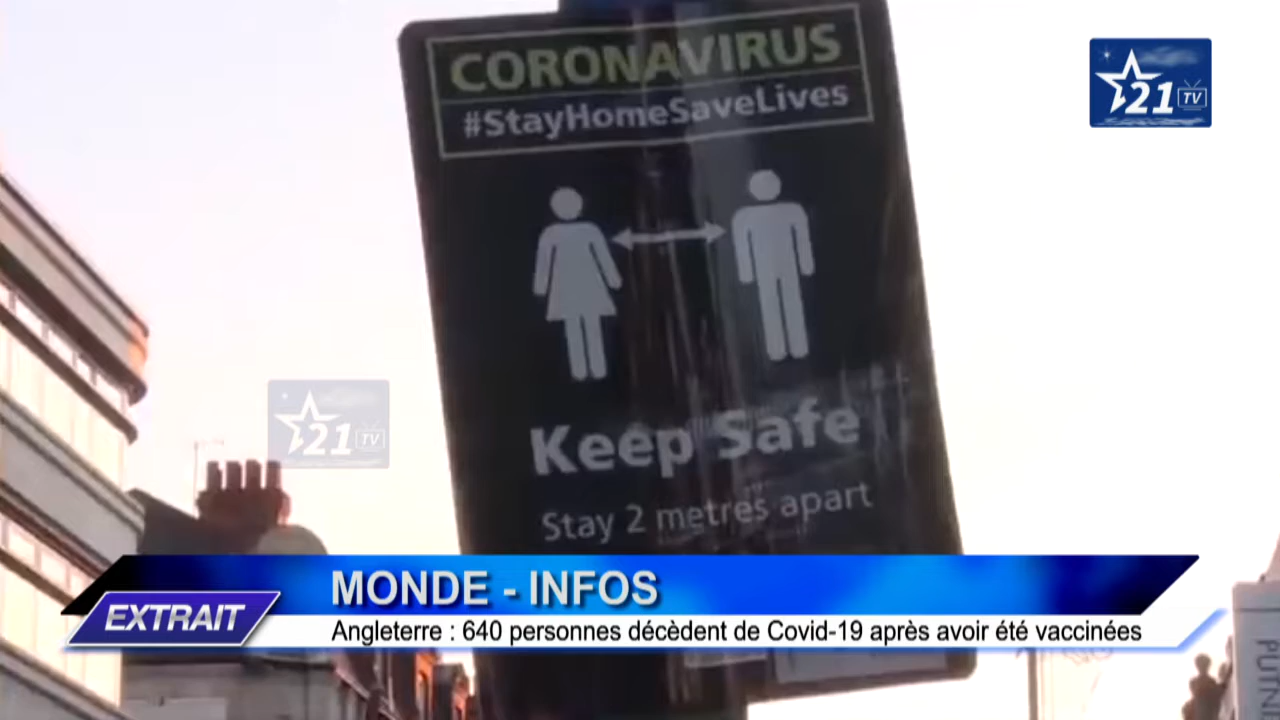 CORONAVIRUS
#StayHomeSaveLives
21 TV
21 TV
Keep Safe
Stay 2 metres apart
MONDE - INFOS
EXTRAIT
Angleterre : 640 personnes décèdent de Covid-19 après avoir été vaccinées